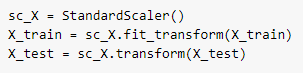 sc_X = StandardScaler()
X_train = sc_X.fit_transform(X_train)
X_test = sc_X.transform(X_test)